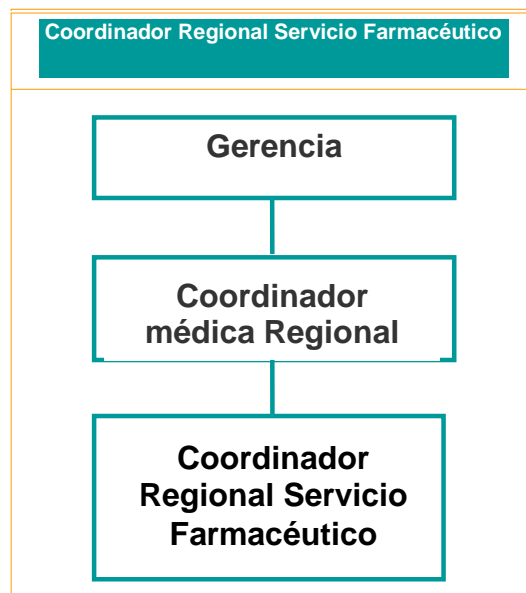 Coordinador Regional Servicio Farmacéutico
Gerencia
Coordinador
médica Regional
Coordinador
Regional Servicio
Farmacéutico